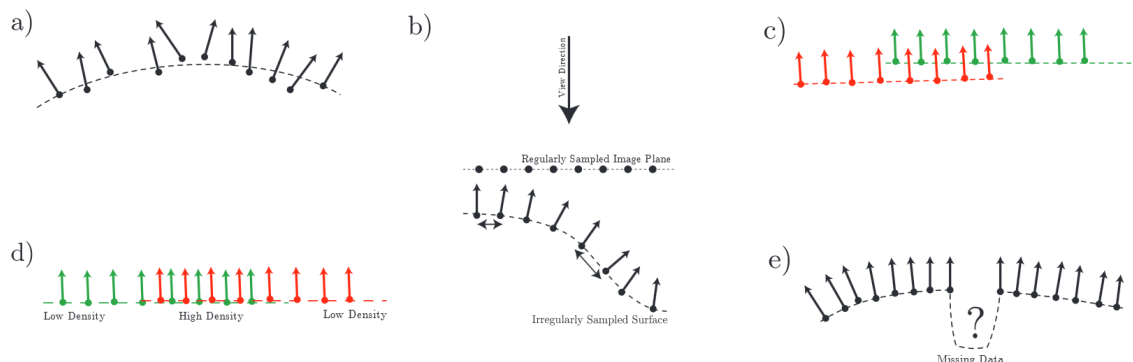 a)
b)
View Direction
Regularly Sampled Image Plane
Irregularly Sampled Surface
c)
d)
Low Density
High Density
Low Density
e)
?
Missing Data